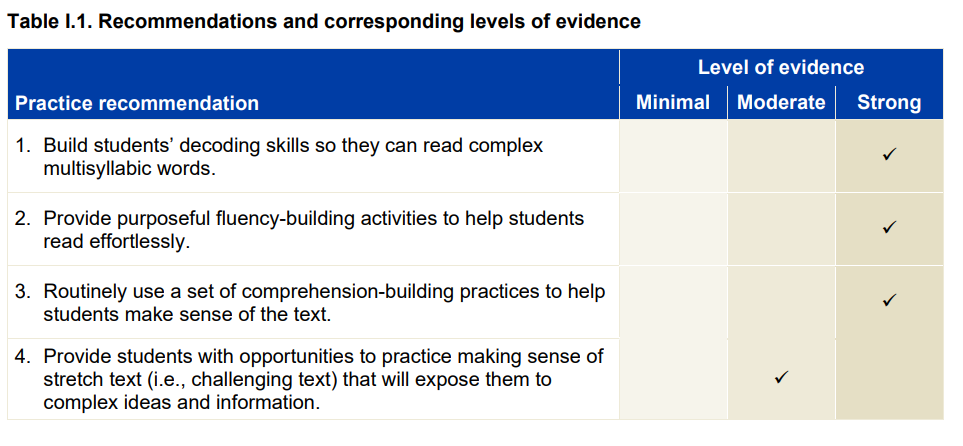 Table I.1. Recommendations and corresponding levels of evidence
Level of evidence
Practice recommendation Minimal Moderate Strong
1. Build students’ decoding skills so they can read complex
multisyllabic words.
✓
2. Provide purposeful fluency-building activities to help students
read effortlessly.
✓
3. Routinely use a set of comprehension-building practices to help
students make sense of the text.
✓
4. Provide students with opportunities to practice making sense of
stretch text (i.e., challenging text) that will expose them to
complex ideas and information.
✓